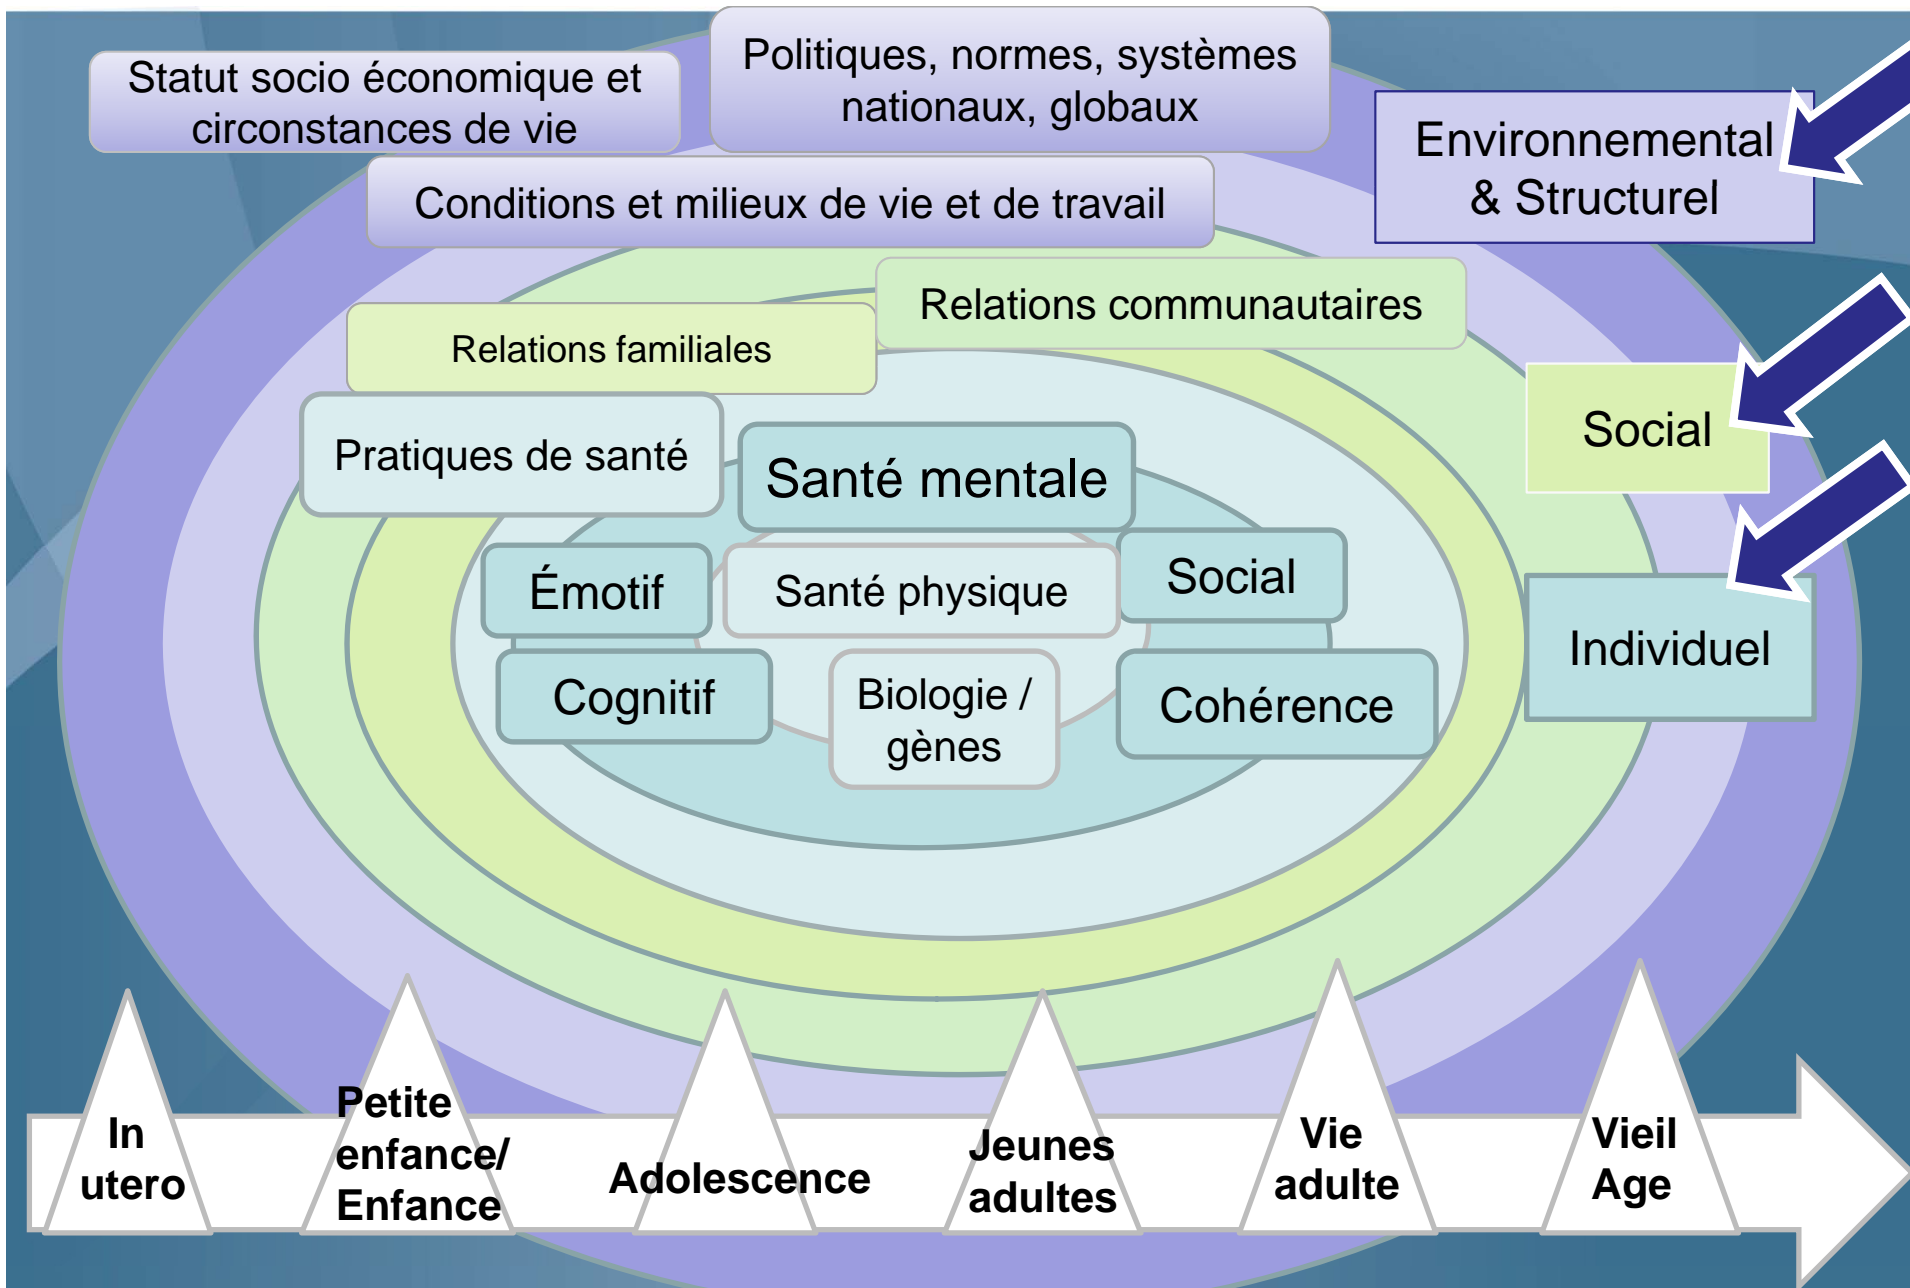 Statut socio économique et
circonstances de vie
Politiques, normes, systèmes
nationaux, globaux
Environnemental
& Structurel
Conditions et milieux de vie et de travail
Relations communautaires
Relations familiales
Social
Pratiques de santé
Santé mentale
Émotif
Santé physique
Social
Individuel
Cognitif
Biologie /
gènes
Cohérence
In
utero
Petite
enfance/
Enfance
Adolescence
Jeunes
adultes
Vie
adulte
Vieil
Age